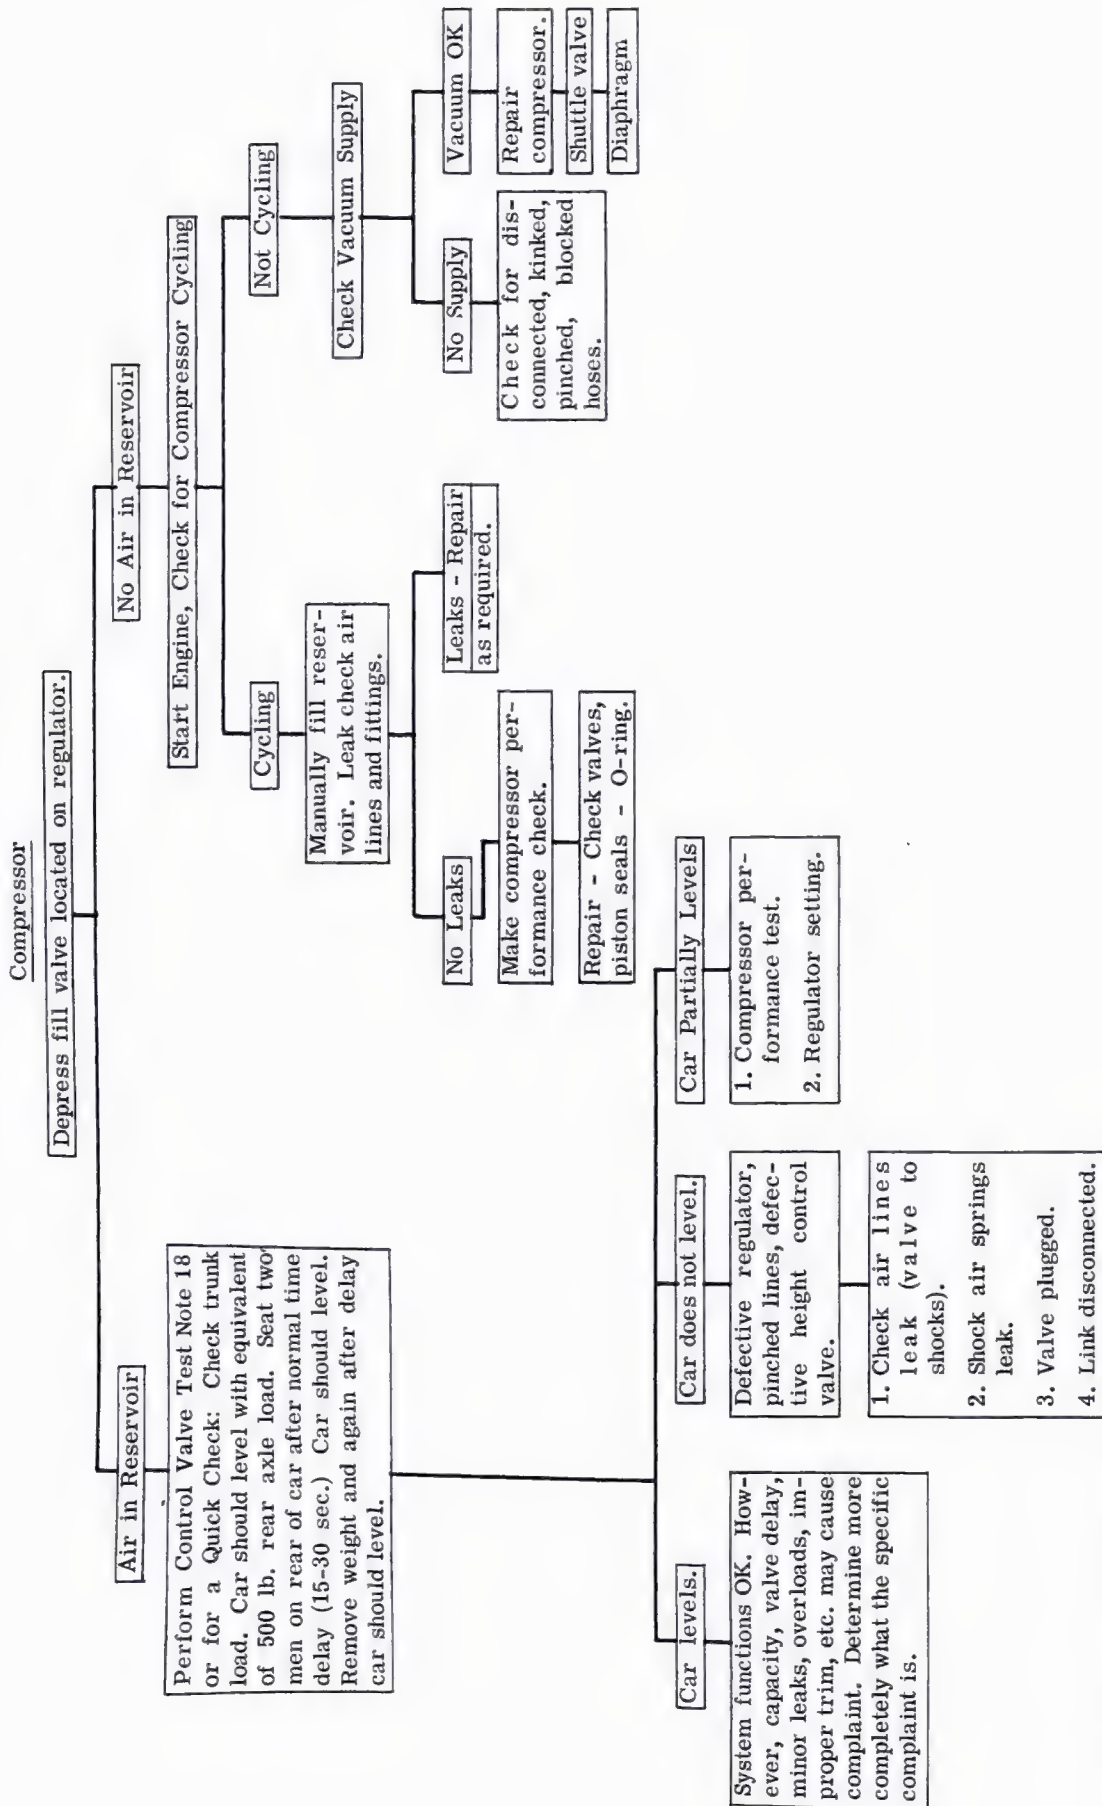 Compressor
Depress fill valve located on regulator.
Air in Reservoir
Perform Control Valve Test Note 18
or for a Quick Check: Check trunk
load. Car should level with equivalent
of 500 lb. rear axle load. Seat two
men on rear of car after normal time
delay (15-30 sec.) Car should level.
Remove weight and again after delay
car should level.
Car levels.
System functions OK. How-
ever, capacity, valve delay,
minor leaks, overloads, im-
proper trim, etc. may cause
complaint. Determine more
completely what the specific
complaint is.
Car does not level.
Defective regulator,
pinched lines, defec-
tive height control
valve.
1. Check air lines
leak (valve to
shocks).
2. Shock air springs
leak.
3. Valve plugged.
4. Link disconnected.
Car Partially Levels
1. Compressor per-
formance test.
2. Regulator setting.
No Air in Reservoir
Start Engine, Check for Compressor Cycling
Cycling
Manually fill reser-
voir. Leak check air
lines and fittings.
No Leaks
Make compressor per-
formance check.
Repair - Check valves,
piston seals - O-ring.
Leaks - Repair
as required.
Not Cycling
Check Vacuum Supply
No Supply
Check for dis-
connected, kinked,
pinched, blocked
hoses.
Vacuum OK
Repair
compressor.
Shuttle valve
Diaphragm